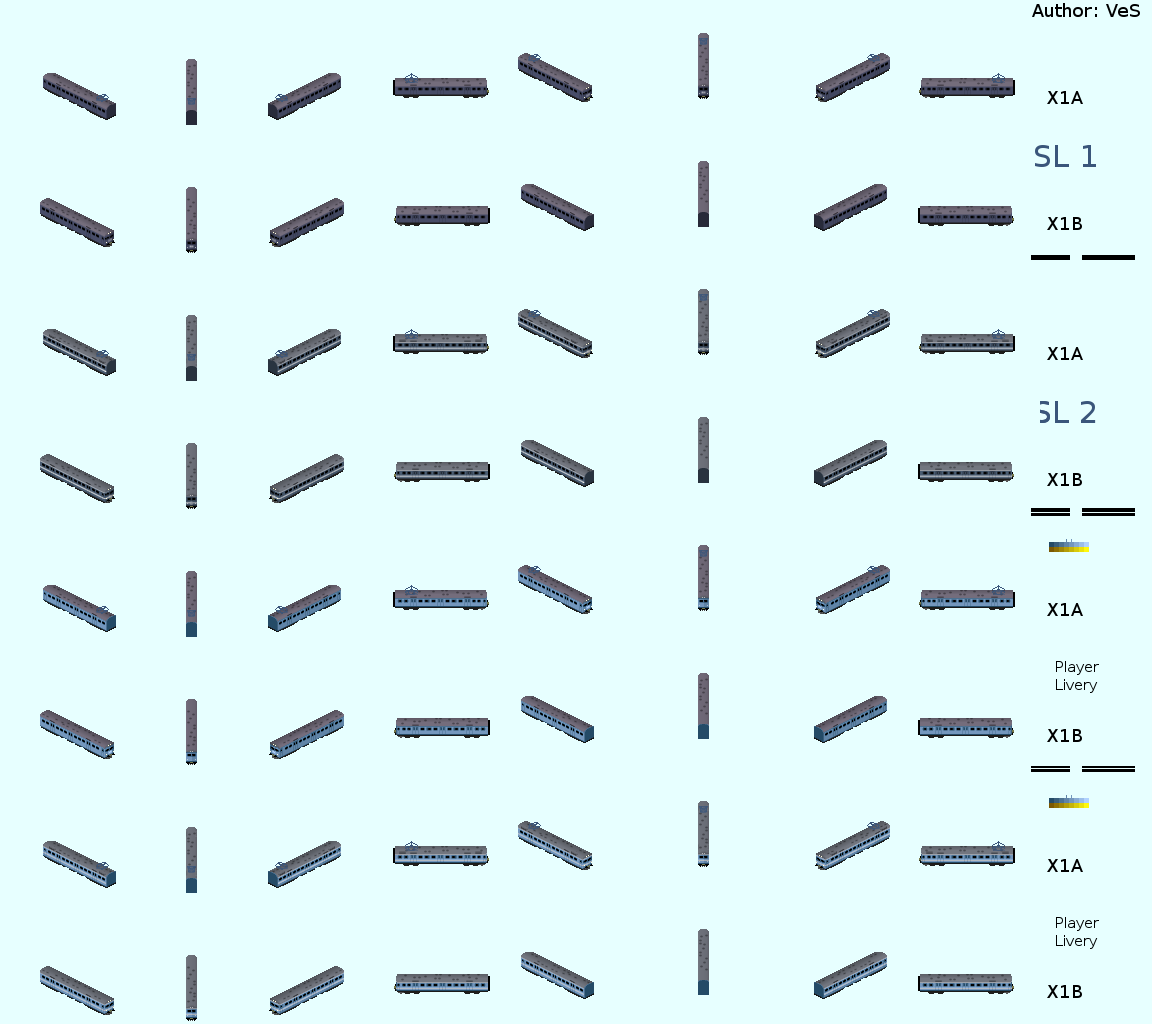 Author: VeS
X1A
SL 1
X1B
X1A
SL 2
X1B
X1A
Player
Livery
X1B
X1A
Player
Livery
X1B